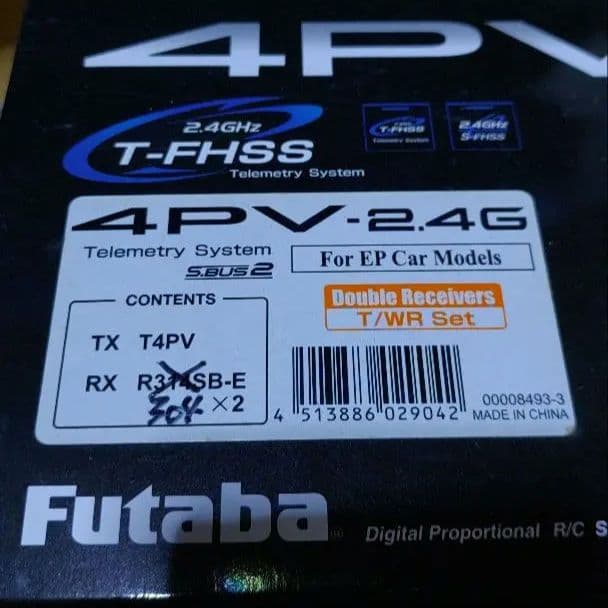 4PV
2.4GHz
T-FHSS
Telemetry System
T-FHSS
Telemetry System
2.4GHz
S-FHSS
4PV-2.4G
Telemetry System
S.BUS2
For EP Car Models
Double Receivers
T/WR Set
CONTENTS
TX T4PV
RX R314SB-E
304 ×2
4 513886 029042
00008493-3
MADE IN CHINA
Futaba
Digital Proportional R/C S